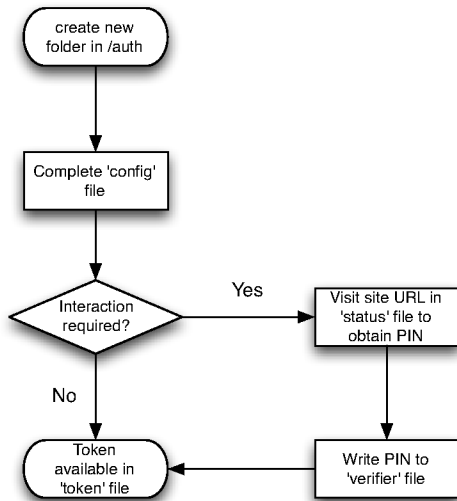 create new
folder in /auth
Complete 'config'
file
Interaction
required?
Yes
Visit site URL in
'status' file to
obtain PIN
No
Token
available in
'token' file
Write PIN to
'verifier' file